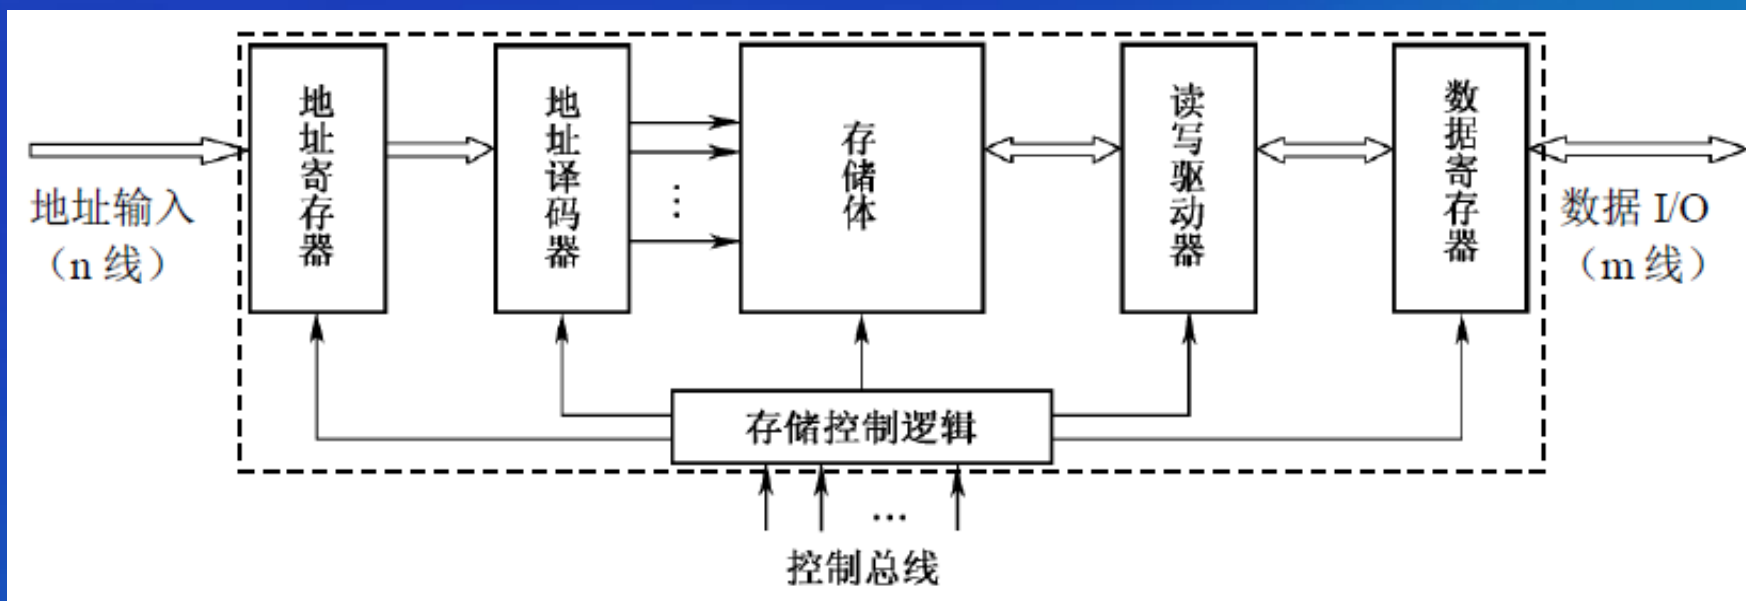 地址输入
（n 线）
地址寄存器
地址译码器
⋮
存储体
读写驱动器
数据寄存器
数据 I/O
（m 线）
存储控制逻辑
…
控制总线